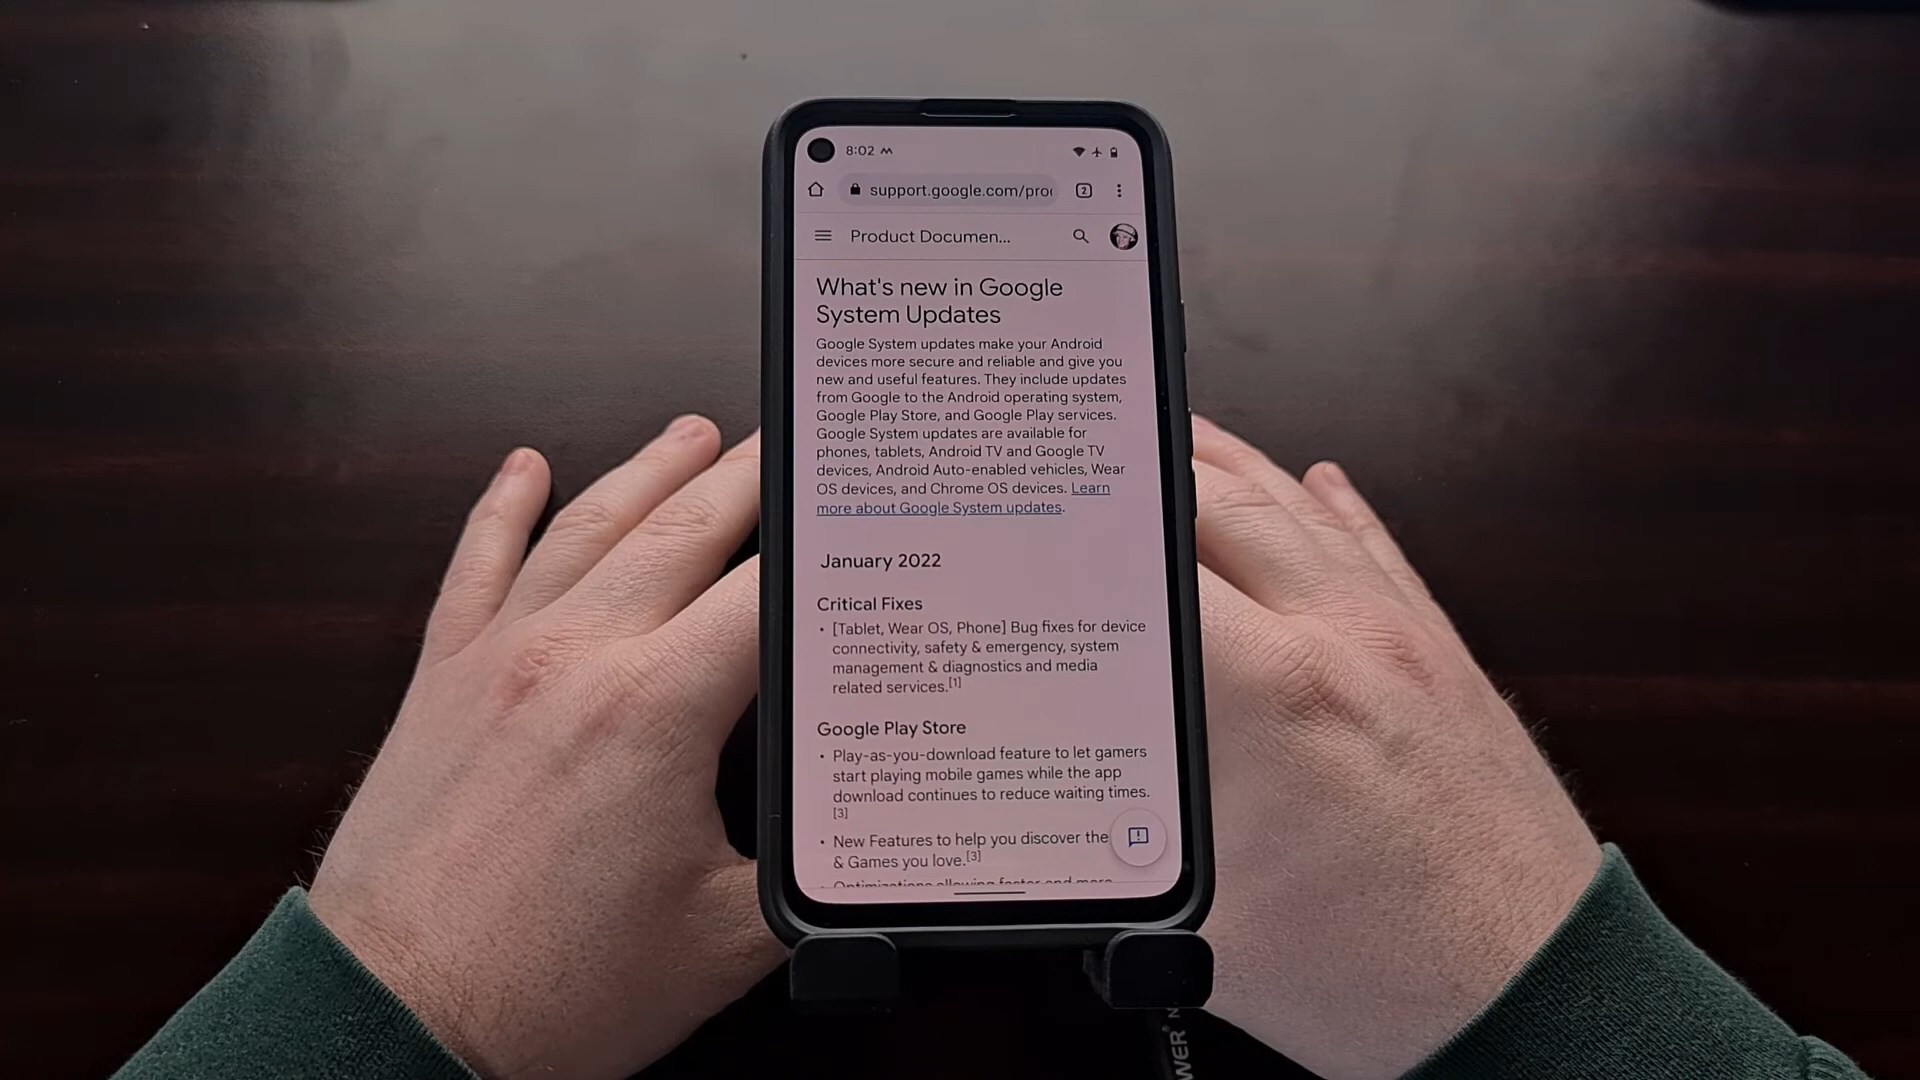 8:02
support.google.com/pro
2
Product Documen...
What's new in Google
System Updates
Google System updates make your Android
devices more secure and reliable and give you
new and useful features. They include updates
from Google to the Android operating system,
Google Play Store, and Google Play services.
Google System updates are available for
phones, tablets, Android TV and Google TV
devices, Android Auto-enabled vehicles, Wear
OS devices, and Chrome OS devices. Learn
more about Google System updates.
January 2022
Critical Fixes
• [Tablet, Wear OS, Phone] Bug fixes for device
connectivity, safety & emergency, system
management & diagnostics and media
related services.[1]
Google Play Store
• Play-as-you-download feature to let gamers
start playing mobile games while the app
download continues to reduce waiting times.
[3]
• New Features to help you discover the
& Games you love.[3]
• Optimizations allowing faster and more
WER® N